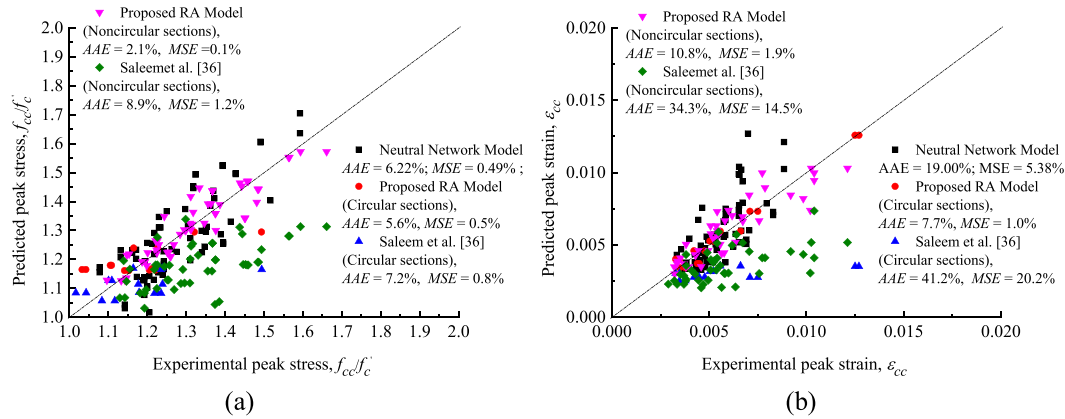 Proposed RA Model
(Noncircular sections),
AAE = 2.1%, MSE =0.1%
Saleemet al. [36]
(Noncircular sections),
AAE = 8.9%, MSE = 1.2%
Neutral Network Model
AAE = 6.22%; MSE = 0.49% ;
Proposed RA Model
(Circular sections),
AAE = 5.6%, MSE = 0.5%
Saleem et al. [36]
(Circular sections),
AAE = 7.2%, MSE = 0.8%
2.0
1.9
1.8
1.7
1.6
1.5
1.4
1.3
1.2
1.1
1.0
Predicted peak stress, fcc/fc'
1.0 1.1 1.2 1.3 1.4 1.5 1.6 1.7 1.8 1.9 2.0
Experimental peak stress, fcc/fc'
(a)
Proposed RA Model
(Noncircular sections),
AAE = 10.8%, MSE = 1.9%
Saleemet al. [36]
(Noncircular sections),
AAE = 34.3%, MSE = 14.5%
Neutral Network Model
AAE = 19.00%; MSE = 5.38%
Proposed RA Model
(Circular sections),
AAE = 7.7%, MSE = 1.0%
Saleem et al. [36]
(Circular sections),
AAE = 41.2%, MSE = 20.2%
0.020
0.015
0.010
0.005
0.000
Predicted peak strain, εcc
0.000 0.005 0.010 0.015 0.020
Experimental peak strain, εcc
(b)